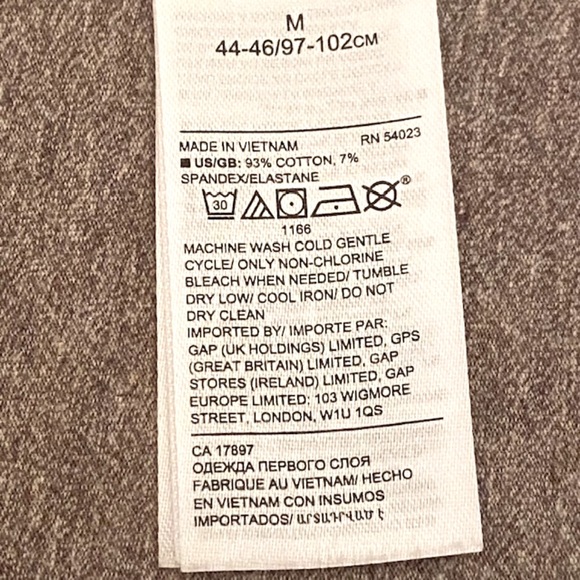 M
44-46/97-102CM
MADE IN VIETNAM RN 54023
US/GB: 93% COTTON, 7%
SPANDEX/ELASTANE
30
®
1166
MACHINE WASH COLD GENTLE
CYCLE/ ONLY NON-CHLORINE
BLEACH WHEN NEEDED/ TUMBLE
DRY LOW/ COOL IRON/ DO NOT
DRY CLEAN
IMPORTED BY/ IMPORTE PAR:
GAP (UK HOLDINGS) LIMITED, GPS
(GREAT BRITAIN) LIMITED, GAP
STORES (IRELAND) LIMITED, GAP
EUROPE LIMITED: 103 WIGMORE
STREET, LONDON, W1U 1QS
CA 17897
ОДЕЖДА ПЕРВОГО СЛОЯ
FABRIQUE AU VIETNAM/ HECHO
EN VIETNAM CON INSUMOS
IMPORTADOS/ ԱՐՏԱԴՐՎԱԾ Է